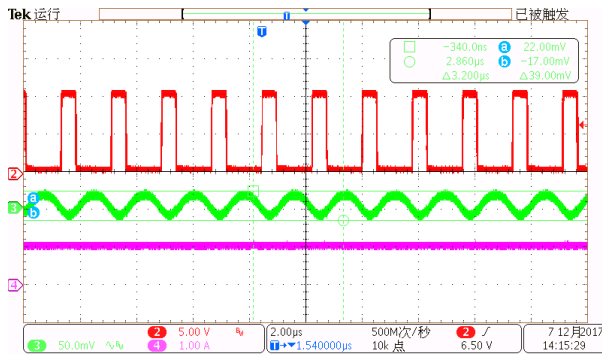 Tek 运行 已被触发
T
T
-340.0ns a 22.00mV
2.860µs b -17.00mV
△3.200µs △39.00mV
2
a
3
b
4
2 5.00 V
3 50.0mV 4 1.00 A
2.00µs 500M次/秒 2 6.50 V
T→▼1.540000µs 10k 点
7 12月2017
14:15:29